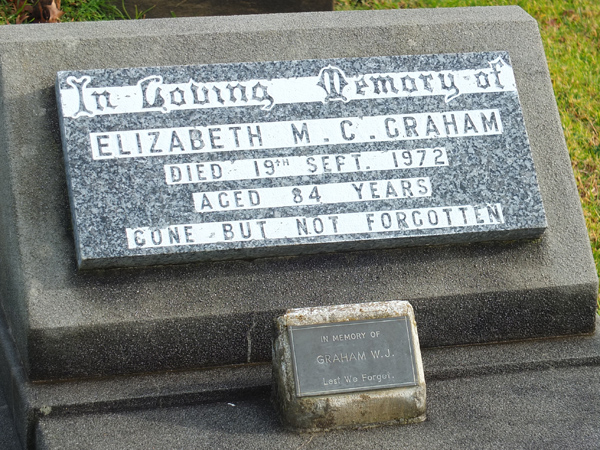 In Loving Memory of
ELIZABETH M. C. GRAHAM
DIED 19TH SEPT. 1972
AGED 84 YEARS
GONE BUT NOT FORGOTTEN
IN MEMORY OF
GRAHAM W.J.
Lest We Forget.